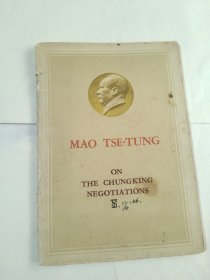 MAO TSE-TUNG
ON
THE CHUNGKING
NEGOTIATIONS